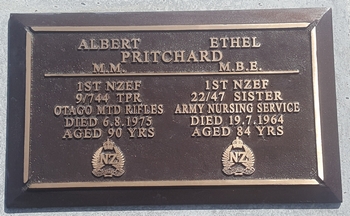 ALBERT ETHEL
PRITCHARD
M.M. M.B.E.
1ST NZEF 1ST NZEF
9/744 TPR 22/47 SISTER
OTAGO MTD RIFLES ARMY NURSING SERVICE
DIED 6.8.1973 DIED 19.7.1964
AGED 90 YRS AGED 84 YRS
NZ NZ